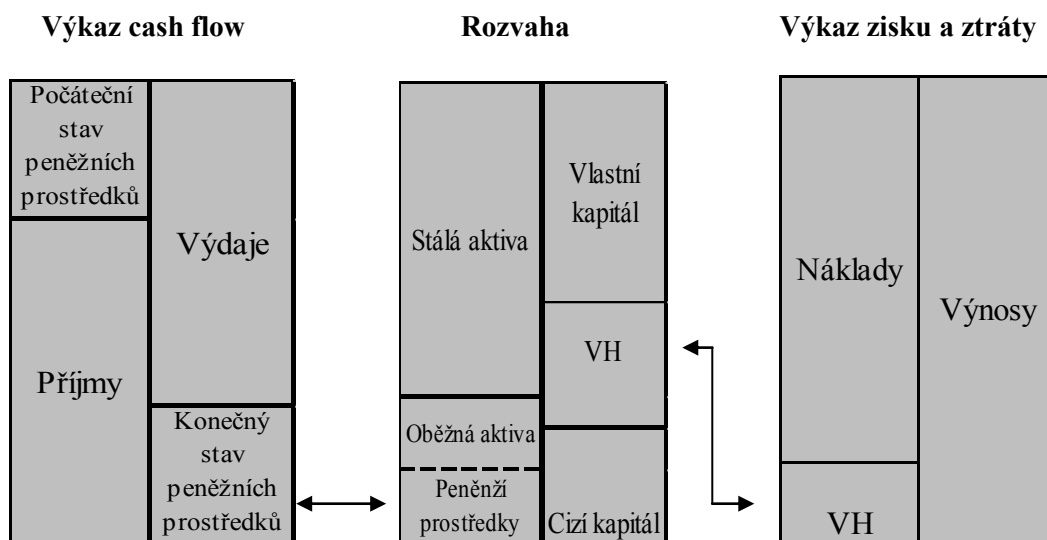 Výkaz cash flow
Rozvaha
Výkaz zisku a ztráty
Počáteční
stav
peněžních
prostředků
Příjmy
Výdaje
Konečný
stav
peněžních
prostředků
Stálá aktiva
Oběžná aktiva
Peněnží
prostředky
Vlastní
kapitál
VH
Cizí kapitál
Náklady
VH
Výnosy